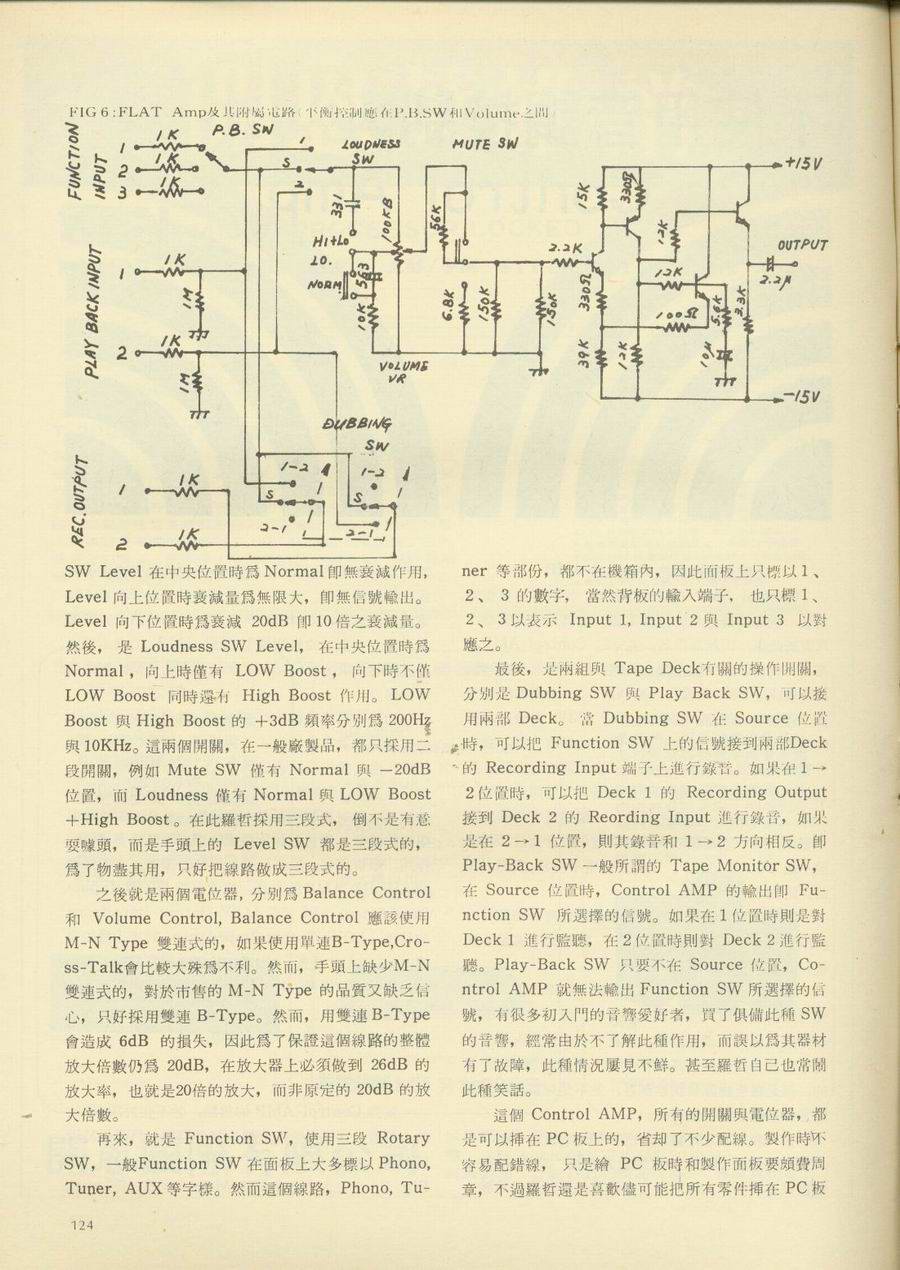 FIG 6 : FLAT Amp及其附屬電路(平衡控制應在P.B.SW和Volume之間)
FUNCTION
INPUT
1
1K
2
1K
3
1K
P.B. SW
1
S
2
LOUDNESS
SW
MUTE SW
331
100KB
HI+LO
LO.
NORM.
563
10K
56K
6.8K
150K
150K
2.2K
VOLUME
VR
15K
330Ω
330Ω
39K
12K
12K
12K
100Ω
5.6K
10μ
3.3K
+15V
OUTPUT
2.2μ
−15V
PLAY BACK INPUT
1
1K
1M
2
1K
1M
DUBBING
SW
1-2
S
2-1
1-2
S
2-1
REC. OUTPUT
1
1K
2
1K
SW Level 在中央位置時爲Normal卽無衰減作用,
Level 向上位置時衰減量爲無限大,卽無信號輸出。
Level 向下位置時爲衰減 20dB 卽10倍之衰減量。
然後, 是 Loudness SW Level, 在中央位置時爲
Normal,向上時僅有 LOW Boost, 向下時不僅
LOW Boost 同時還有 High Boost 作用。LOW
Boost 與 High Boost 的 +3dB 頻率分別爲 200Hz
與10KHz。這兩個開關,在一般廠製品,都只採用二
段開關,例如 Mute SW 僅有 Normal 與 −20dB
位置,而 Loudness 僅有 Normal 與 LOW Boost
+High Boost。在此羅哲採用三段式, 倒不是有意
耍噱頭,而是手頭上的 Level SW 都是三段式的,
爲了物盡其用,只好把線路做成三段式的。
之後就是兩個電位器,分別爲Balance Control
和 Volume Control, Balance Control 應該使用
M-N Type 雙連式的,如果使用單連B-Type,Cro-
ss-Talk會比較大殊爲不利。然而,手頭上缺少M-N
雙連式的,對於市售的 M-N Type 的品質又缺乏信
心,只好採用雙連 B-Type。然而,用雙連 B-Type
會造成 6dB 的損失,因此爲了保證這個線路的整體
放大倍數仍爲 20dB,在放大器上必須做到 26dB 的
放大率,也就是20倍的放大,而非原定的 20dB 的放
大倍數。
再來,就是 Function SW,使用三段 Rotary
SW,一般Function SW 在面板上大多標以 Phono,
Tuner, AUX等字樣。然而這個線路,Phono, Tu-
ner 等部份,都不在機箱內,因此面板上只標以1、
2、 3 的數字, 當然背板的輸入端子, 也只標1、
2、3以表示 Input 1, Input 2 與 Input 3 以對
應之。
最後,是兩組與 Tape Deck有關的操作開關,
分別是 Dubbing SW 與 Play Back SW,可以接
用兩部 Deck。 當 Dubbing SW 在 Source 位置
時,可以把 Function SW 上的信號接到兩部Deck
的 Recording Input 端子上進行錄音。如果在1→
2位置時,可以把 Deck 1 的 Recording Output
接到 Deck 2 的 Reording Input 進行錄音,如果
是在 2→1 位置,則其錄音和 1→2 方向相反。卽
Play-Back SW 一般所謂的 Tape Monitor SW,
在 Source 位置時,Control AMP 的輸出卽 Fu-
nction SW 所選擇的信號。如果在1位置時則是對
Deck 1 進行監聽,在2位置時則對 Deck 2 進行監
聽。Play-Back SW 只要不在 Source 位置,Co-
ntrol AMP 就無法輸出 Function SW 所選擇的信
號,有很多初入門的音響愛好者,買了俱備此種 SW
的音響,經常由於不了解此種作用,而誤以爲其器材
有了故障,此種情況屢見不鮮。甚至羅哲自己也常鬧
此種笑話。
這個 Control AMP,所有的開關與電位器,都
是可以揷在 PC 板上的,省却了不少配線。製作時不
容易配錯線, 只是繪 PC 板時和製作面板要頗費周
章,不過羅哲還是喜歡儘可能把所有零件揷在 PC 板
124